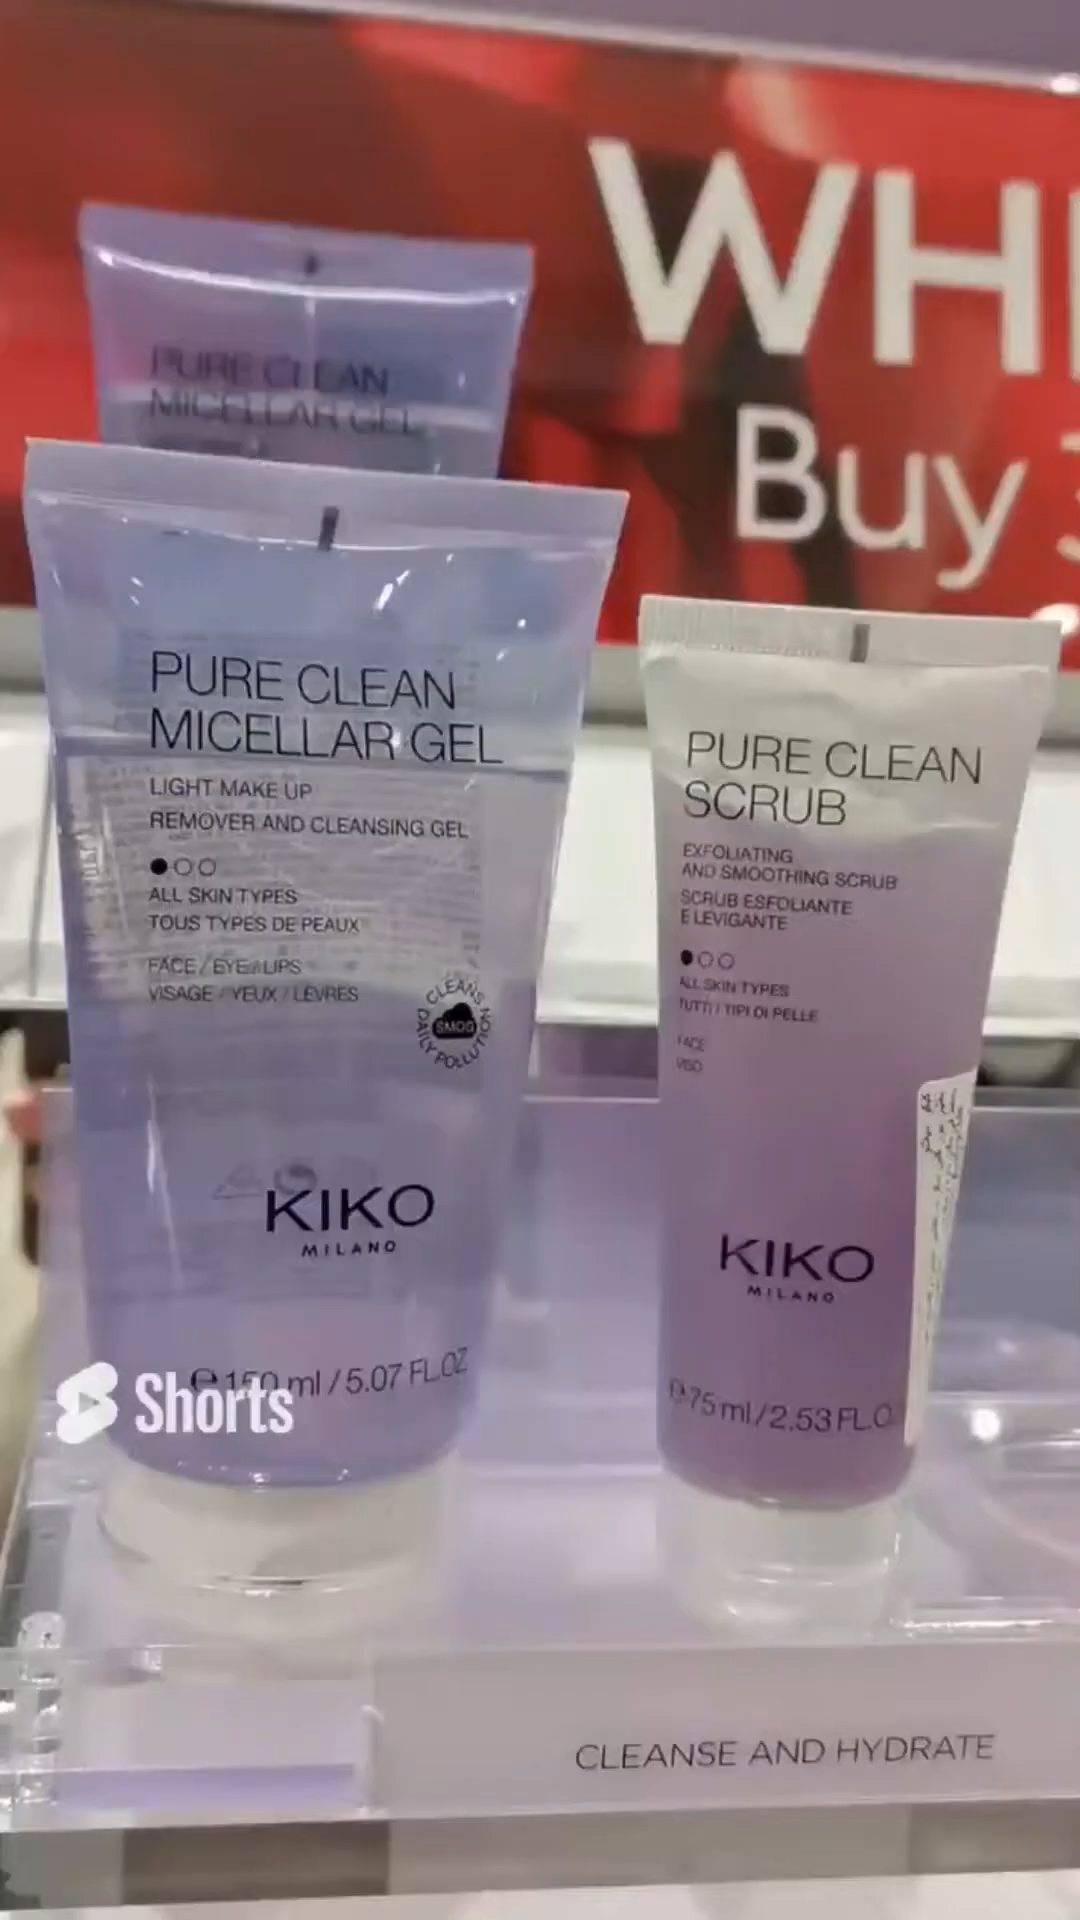 WHI
Buy 3
PURE CLEAN
MICELLAR GEL
PURE CLEAN
MICELLAR GEL
LIGHT MAKE UP
REMOVER AND CLEANSING GEL
ALL SKIN TYPES
TOUS TYPES DE PEAUX
FACE / EYE / LIPS
VISAGE / YEUX / LÈVRES
CLEANS DAILY POLLUTION
SMOG
KIKO
MILANO
℮ 150 ml / 5.07 FL.OZ
Shorts
PURE CLEAN
SCRUB
EXFOLIATING
AND SMOOTHING SCRUB
SCRUB ESFOLIANTE
E LEVIGANTE
ALL SKIN TYPES
TUTTI I TIPI DI PELLE
FACE
VISO
KIKO
MILANO
℮ 75 ml / 2.53 FL.O
CLEANSE AND HYDRATE